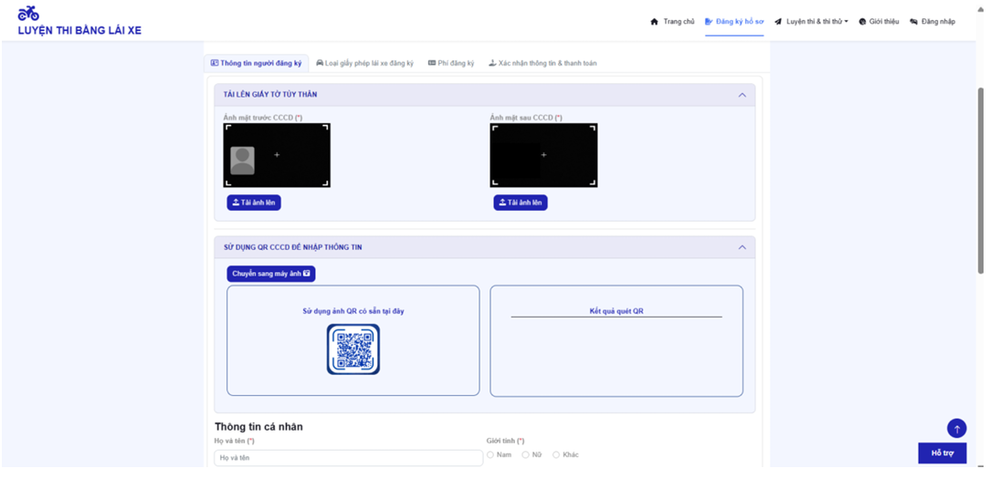 LUYỆN THI BẰNG LÁI XE
Trang chủ Đăng ký hồ sơ Luyện thi & thi thử Giới thiệu Đăng nhập
Thông tin người đăng ký Loại giấy phép lái xe đăng ký Phí đăng ký Xác nhận thông tin & thanh toán
TẢI LÊN GIẤY TỜ TÙY THÂN
Ảnh mặt trước CCCD (*) Ảnh mặt sau CCCD (*)
Tải ảnh lên Tải ảnh lên
SỬ DỤNG QR CCCD ĐỂ NHẬP THÔNG TIN
Chuyển sang máy ảnh
Sử dụng ảnh QR có sẵn tại đây Kết quả quét QR
Thông tin cá nhân
Họ và tên (*) Giới tính (*)
Họ và tên Nam Nữ Khác
Hỗ trợ